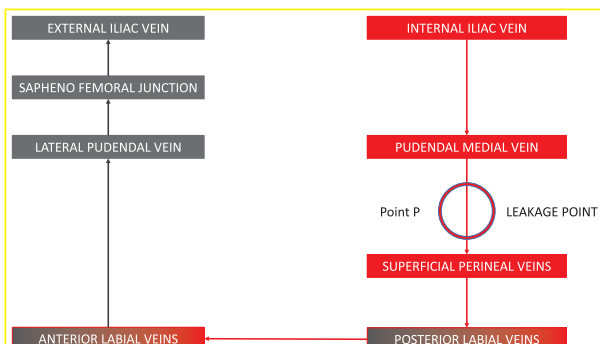 EXTERNAL ILIAC VEIN
INTERNAL ILIAC VEIN
SAPHENO FEMORAL JUNCTION
LATERAL PUDENDAL VEIN
PUDENDAL MEDIAL VEIN
Point P
LEAKAGE POINT
SUPERFICIAL PERINEAL VEINS
ANTERIOR LABIAL VEINS
POSTERIOR LABIAL VEINS